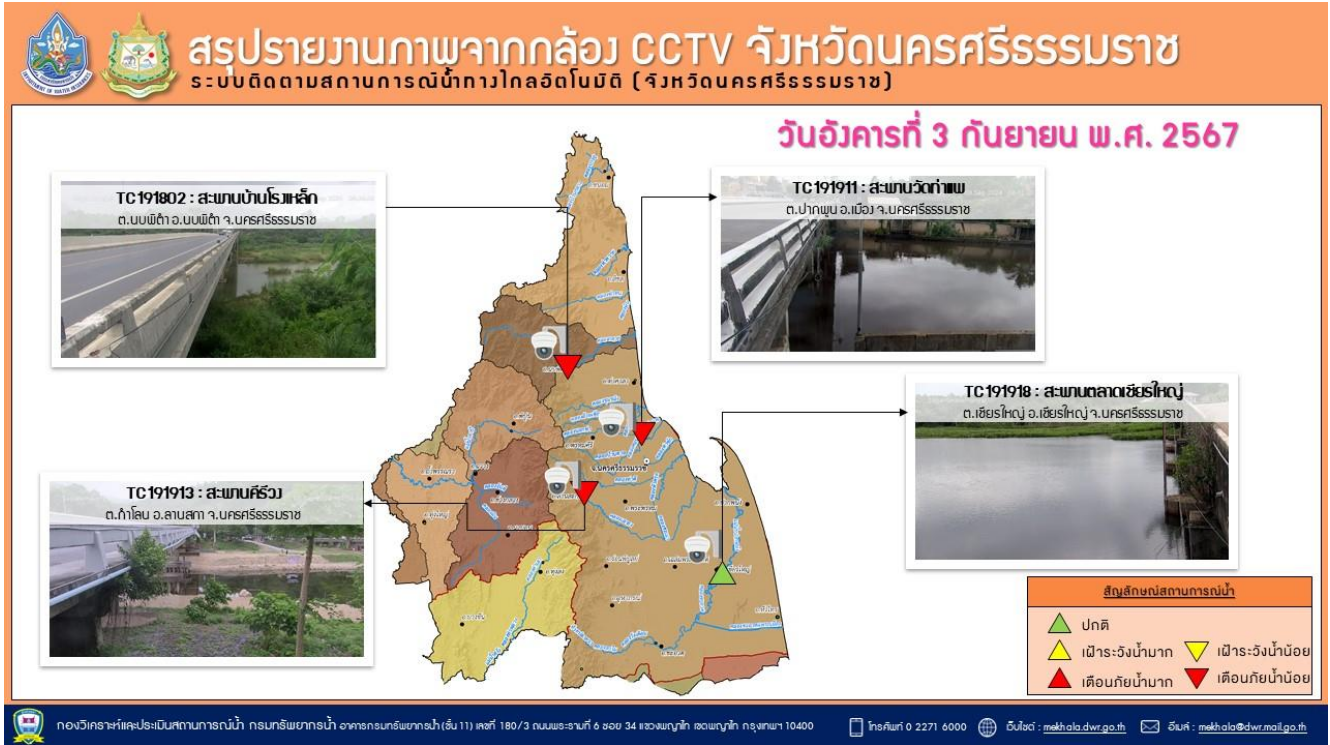 สรุปรายงานภาพจากกล้อง CCTV จังหวัดนครศรีธรรมราช
ระบบติดตามสถานการณ์น้ำทางไกลอัตโนมัติ (จังหวัดนครศรีธรรมราช)
วันอังคารที่ 3 กันยายน พ.ศ. 2567
TC191802 : สะพานบ้านโรงเหล็ก
ต.นบพิตำ อ.นบพิตำ จ.นครศรีธรรมราช
TC191911 : สะพานวัดท่าแพ
ต.ปากพูน อ.เมือง จ.นครศรีธรรมราช
TC191918 : สะพานตลาดเชียรใหญ่
ต.เชียรใหญ่ อ.เชียรใหญ่ จ.นครศรีธรรมราช
TC191913 : สะพานคีรีวง
ต.กำโลน อ.ลานสกา จ.นครศรีธรรมราช
จ.นครศรีธรรมราช
สัญลักษณ์สถานการณ์น้ำ
ปกติ
เฝ้าระวังน้ำมาก
เฝ้าระวังน้ำน้อย
เตือนภัยน้ำมาก
เตือนภัยน้ำน้อย
กองวิเคราะห์และประเมินสถานการณ์น้ำ กรมทรัพยากรน้ำ อาคารกรมทรัพยากรน้ำ (ชั้น 11) เลขที่ 180/3 ถนนพระรามที่ 6 ซอย 34 แขวงพญาไท เขตพญาไท กรุงเทพฯ 10400
โทรศัพท์ 0 2271 6000
เว็บไซต์ : mekhala.dwr.go.th
อีเมล์ : mekhala@dwr.mail.go.th